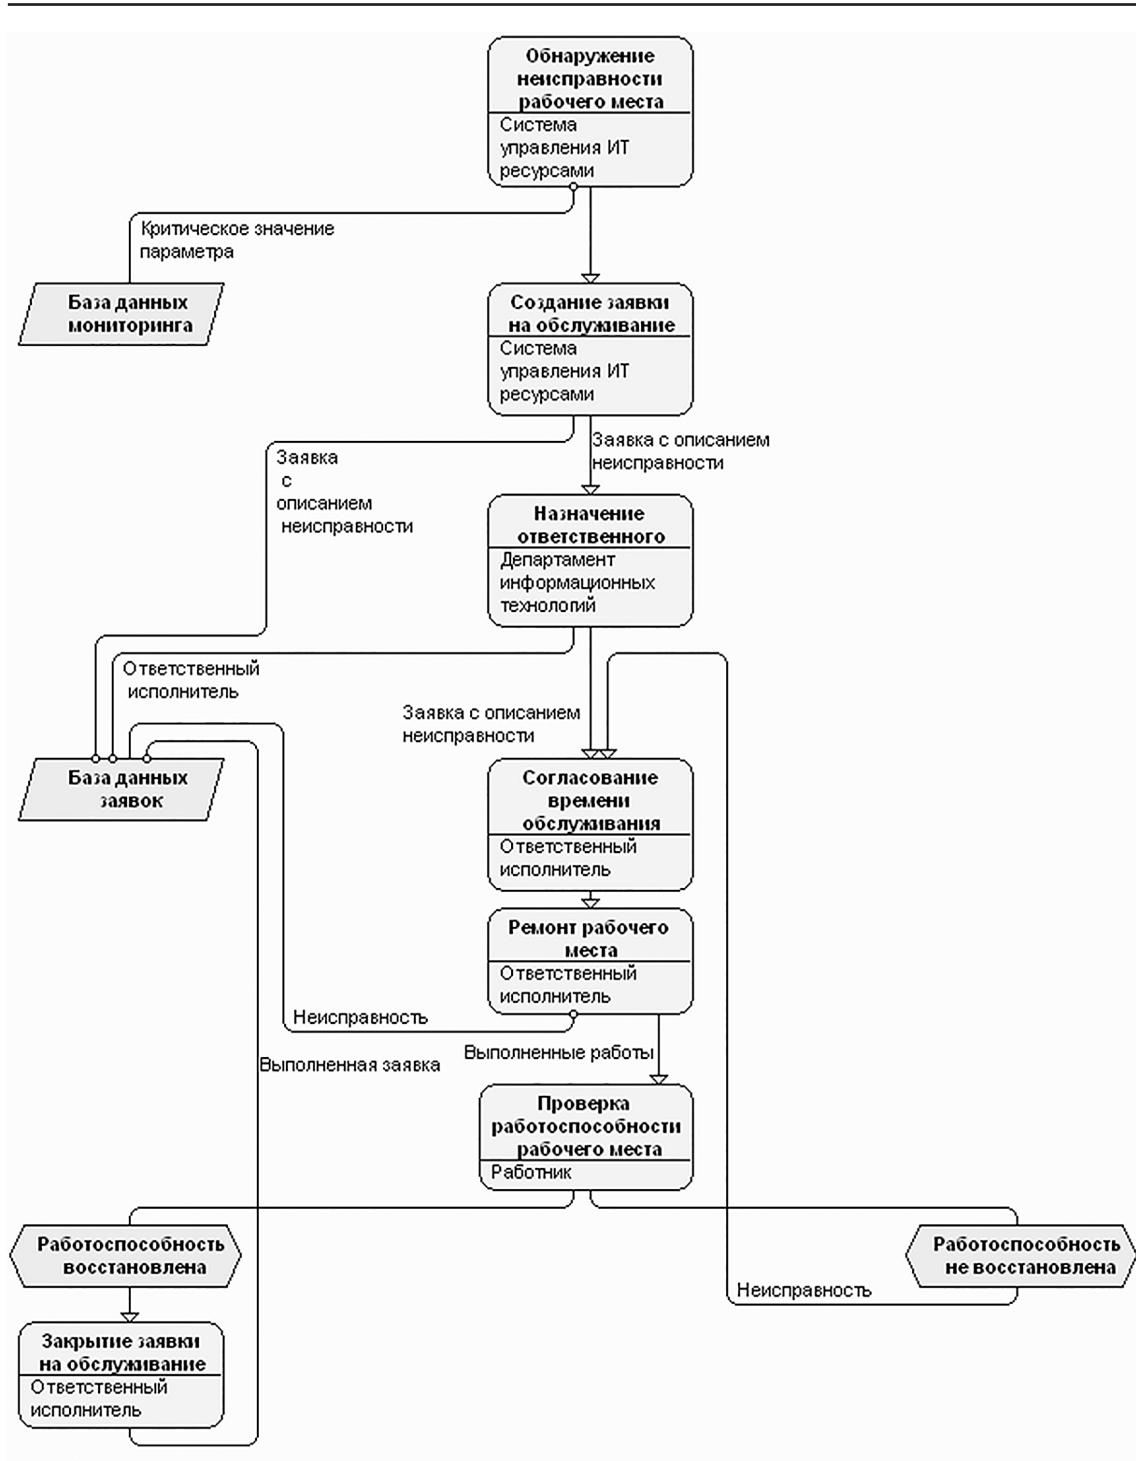 Обнаружение
неисправности
рабочего места
Система
управления ИТ
ресурсами
Критическое значение
параметра
База данных
мониторинга
Создание заявки
на обслуживание
Система
управления ИТ
ресурсами
Заявка с описанием
неисправности
Заявка
с
описанием
неисправности
Назначение
ответственного
Департамент
информационных
технологий
Ответственный
исполнитель
Заявка с описанием
неисправности
База данных
заявок
Согласование
времени
обслуживания
Ответственный
исполнитель
Ремонт рабочего
места
Ответственный
исполнитель
Неисправность
Выполненные работы
Выполненная заявка
Проверка
работоспособности
рабочего места
Работник
Работоспособность
восстановлена
Работоспособность
не восстановлена
Неисправность
Закрытие заявки
на обслуживание
Ответственный
исполнитель